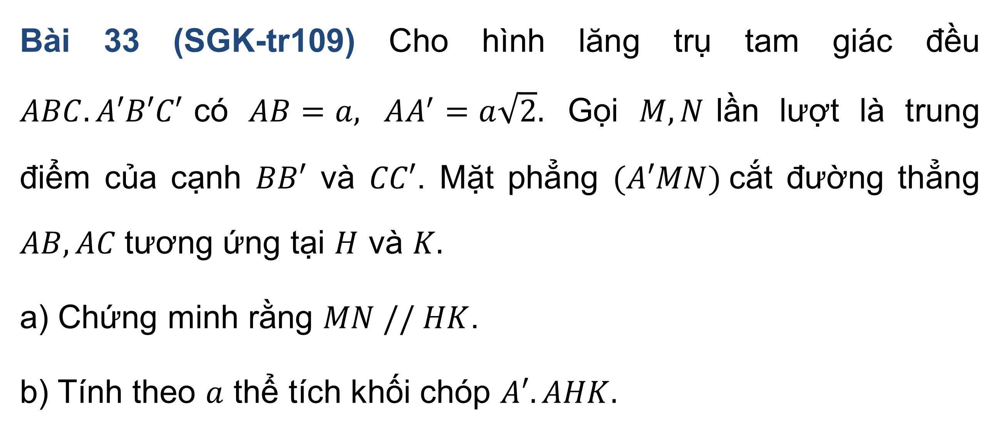 Bài 33 (SGK-tr109) Cho hình lăng trụ tam giác đều
ABC.A′B′C′ có AB = a, AA′ = a√2. Gọi M,N lần lượt là trung
điểm của cạnh BB′ và CC′. Mặt phẳng (A′MN) cắt đường thẳng
AB,AC tương ứng tại H và K.
a) Chứng minh rằng MN // HK.
b) Tính theo a thể tích khối chóp A′.AHK.